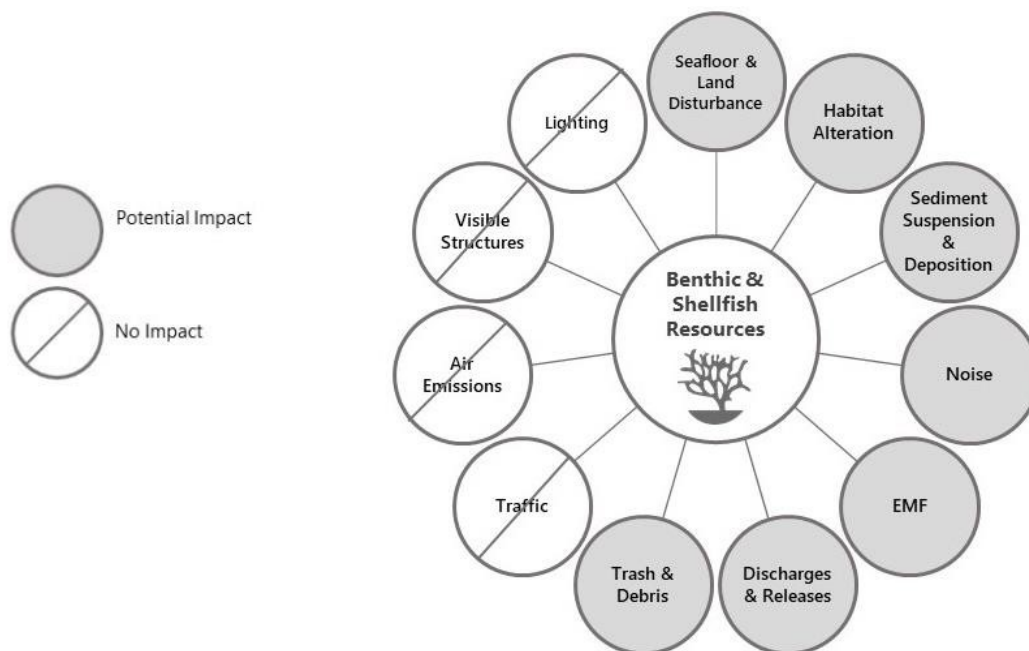 Potential Impact
No Impact
Benthic &
Shellfish
Resources
Seafloor &
Land
Disturbance
Habitat
Alteration
Sediment
Suspension
&
Deposition
Noise
EMF
Discharges
& Releases
Trash &
Debris
Traffic
Air
Emissions
Visible
Structures
Lighting